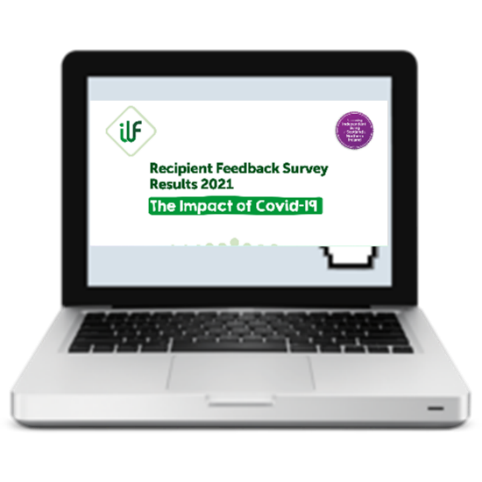 ilf
Recipient Feedback Survey
Results 2021
The Impact of Covid-19